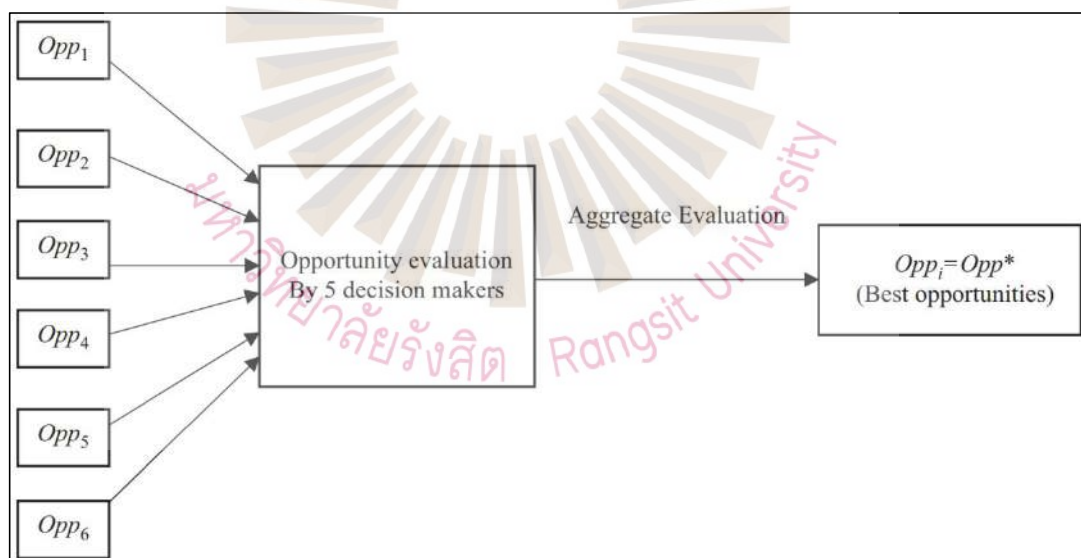 Opp1
Opp2
Opp3
Opp4
Opp5
Opp6
Opportunity evaluation
By 5 decision makers
Aggregate Evaluation
Oppi=Opp*
(Best opportunities)
มหาวิทยาลัยรังสิต Rangsit University